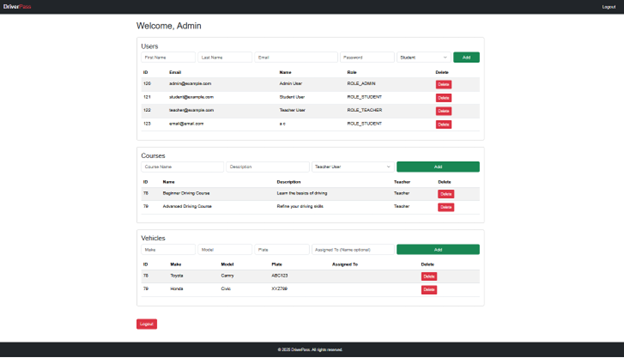 DriverPass Logout
Welcome, Admin
Users
First Name Last Name Email Password Student Add
ID Email Name Role Delete
120 admin@example.com Admin User ROLE_ADMIN Delete
121 student@example.com Student User ROLE_STUDENT Delete
122 teacher@example.com Teacher User ROLE_TEACHER Delete
123 email@email.com a c ROLE_STUDENT Delete
Courses
Course Name Description Teacher User Add
ID Name Description Teacher Delete
78 Beginner Driving Course Learn the basics of driving Teacher Delete
79 Advanced Driving Course Refine your driving skills Teacher Delete
Vehicles
Make Model Plate Assigned To (Name optional) Add
ID Make Model Plate Assigned To Delete
78 Toyota Camry ABC123 Delete
79 Honda Civic XYZ789 Delete
Logout
© 2025 DriverPass. All rights reserved.